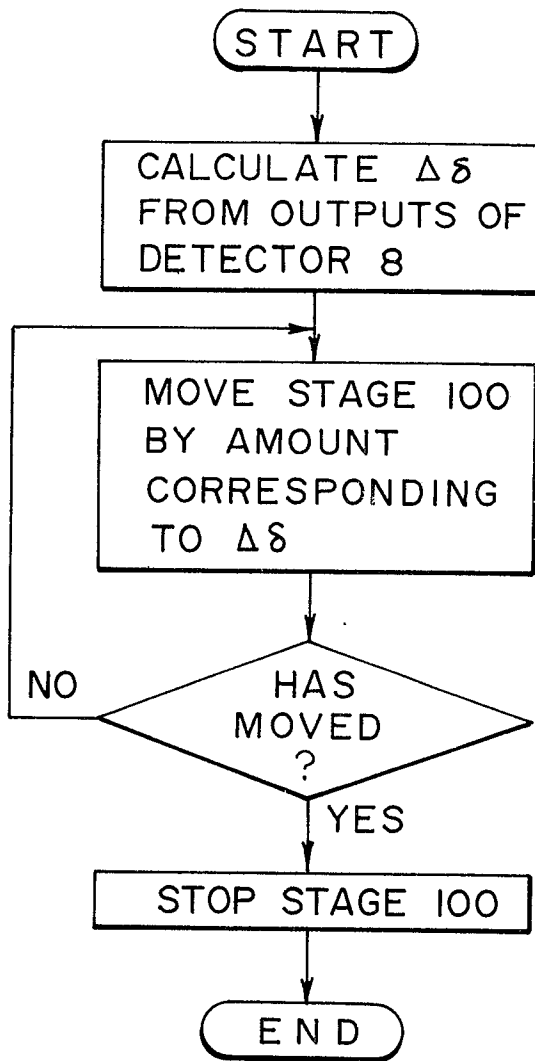 START
CALCULATE Δδ
FROM OUTPUTS OF
DETECTOR 8
MOVE STAGE 100
BY AMOUNT
CORRESPONDING
TO Δδ
NO
HAS
MOVED
?
YES
STOP STAGE 100
END